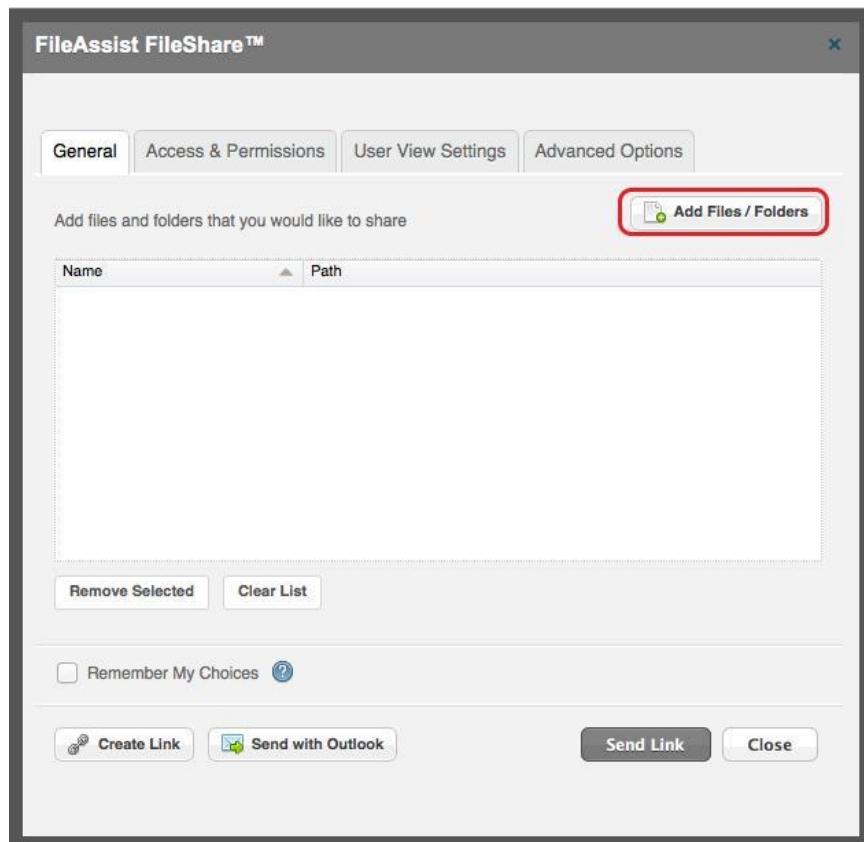 FileAssist FileShare™ ×
General Access & Permissions User View Settings Advanced Options
Add files and folders that you would like to share Add Files / Folders
Name Path
Remove Selected Clear List
Remember My Choices ?
Create Link Send with Outlook Send Link Close